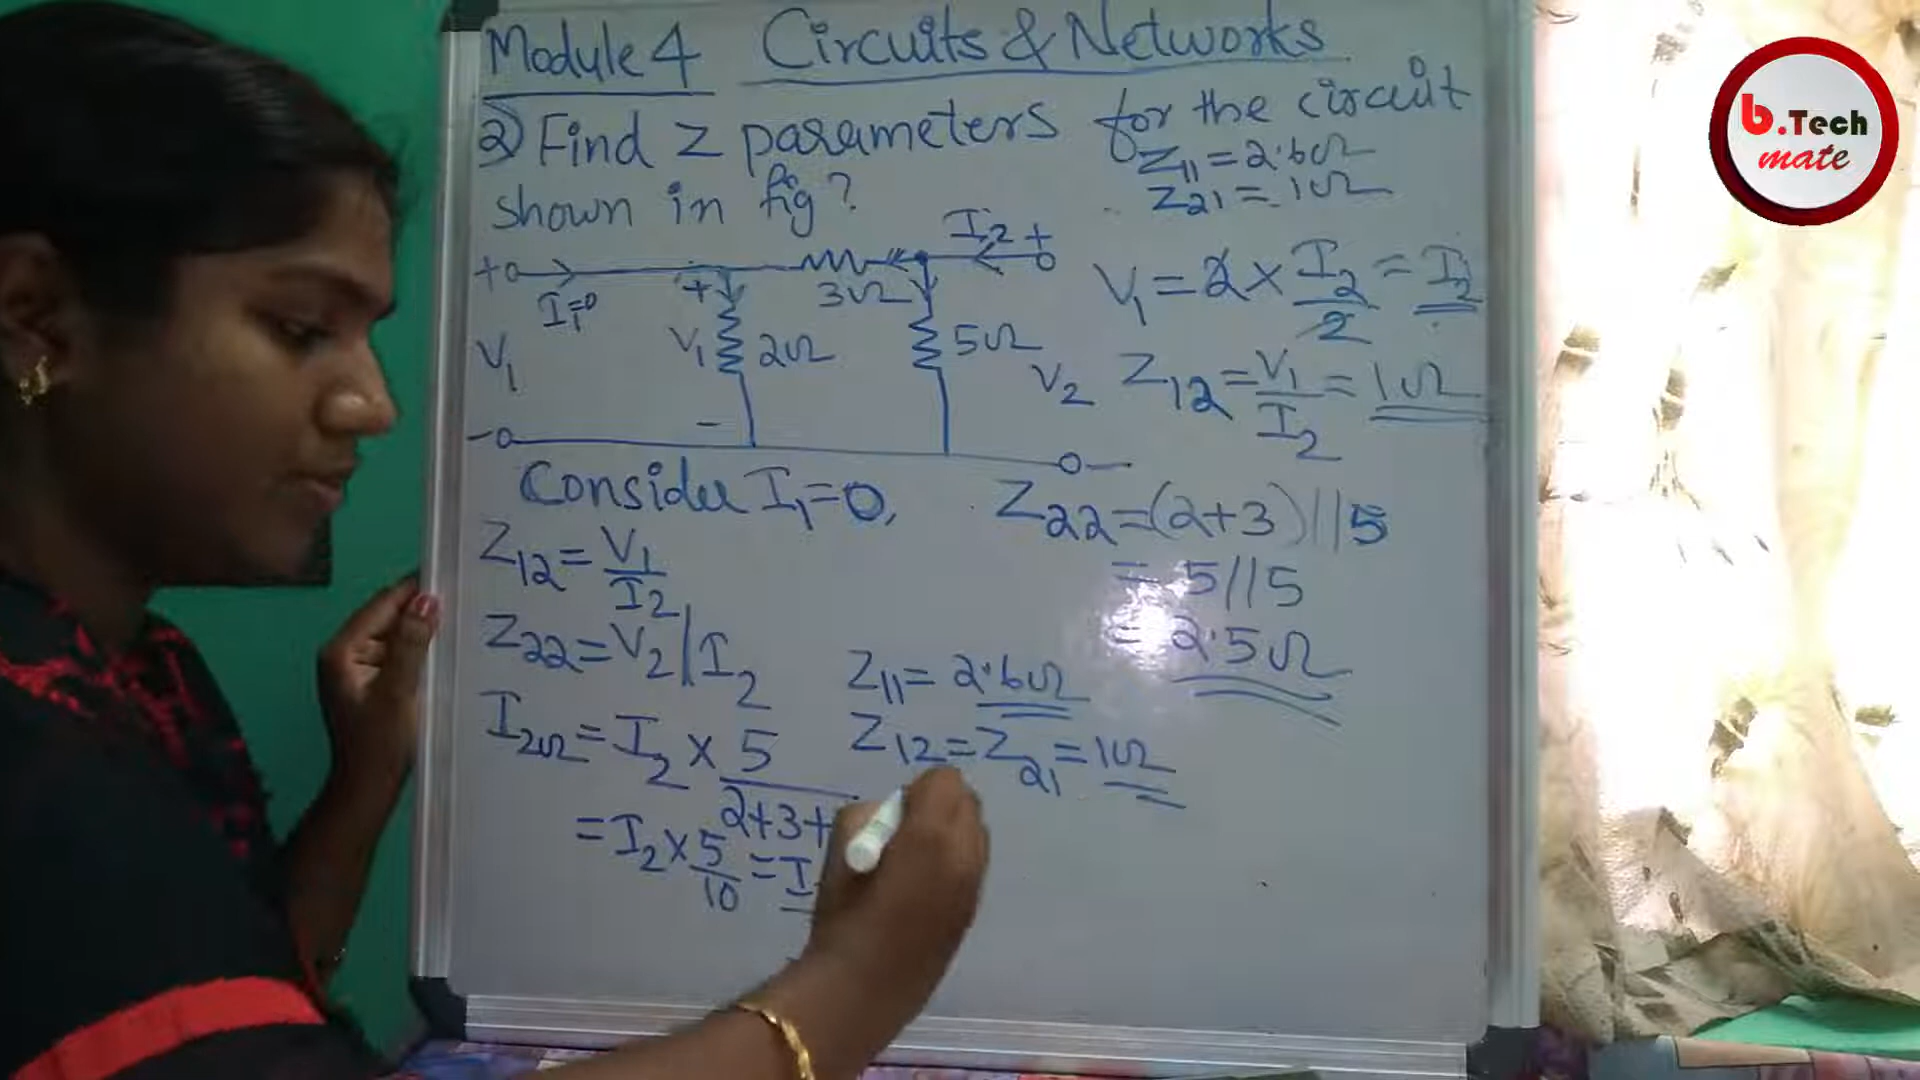 Module 4 Circuits & Networks
2) Find Z parameters for the circuit
shown in fig?
Z11 = 2.6Ω
Z21 = 1Ω
I2 +
+
I1=0
+
3Ω
V1
V1
2Ω
5Ω
V2
-
-
-
V1 = 2 × I2/2 = I2
Z12 = V1/I2 = 1Ω
Consider I1=0,
Z12 = V1/I2
Z22 = V2/I2
I2Ω = I2 × 5/2+3+
= I2 × 5/10 = I
Z22 = (2+3)//5
= 5//5
= 2.5Ω
Z11 = 2.6Ω
Z12 = Z21 = 1Ω
b.Tech
mate